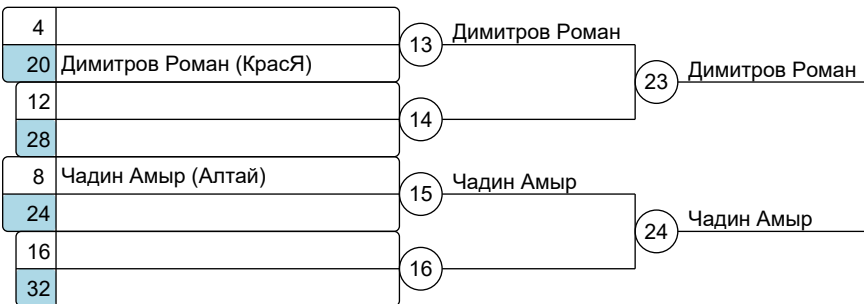 4
20 Димитров Роман (КрасЯ)
12
28
8 Чадин Амыр (Алтай)
24
16
32
13 Димитров Роман
14
15 Чадин Амыр
16
23 Димитров Роман
24 Чадин Амыр